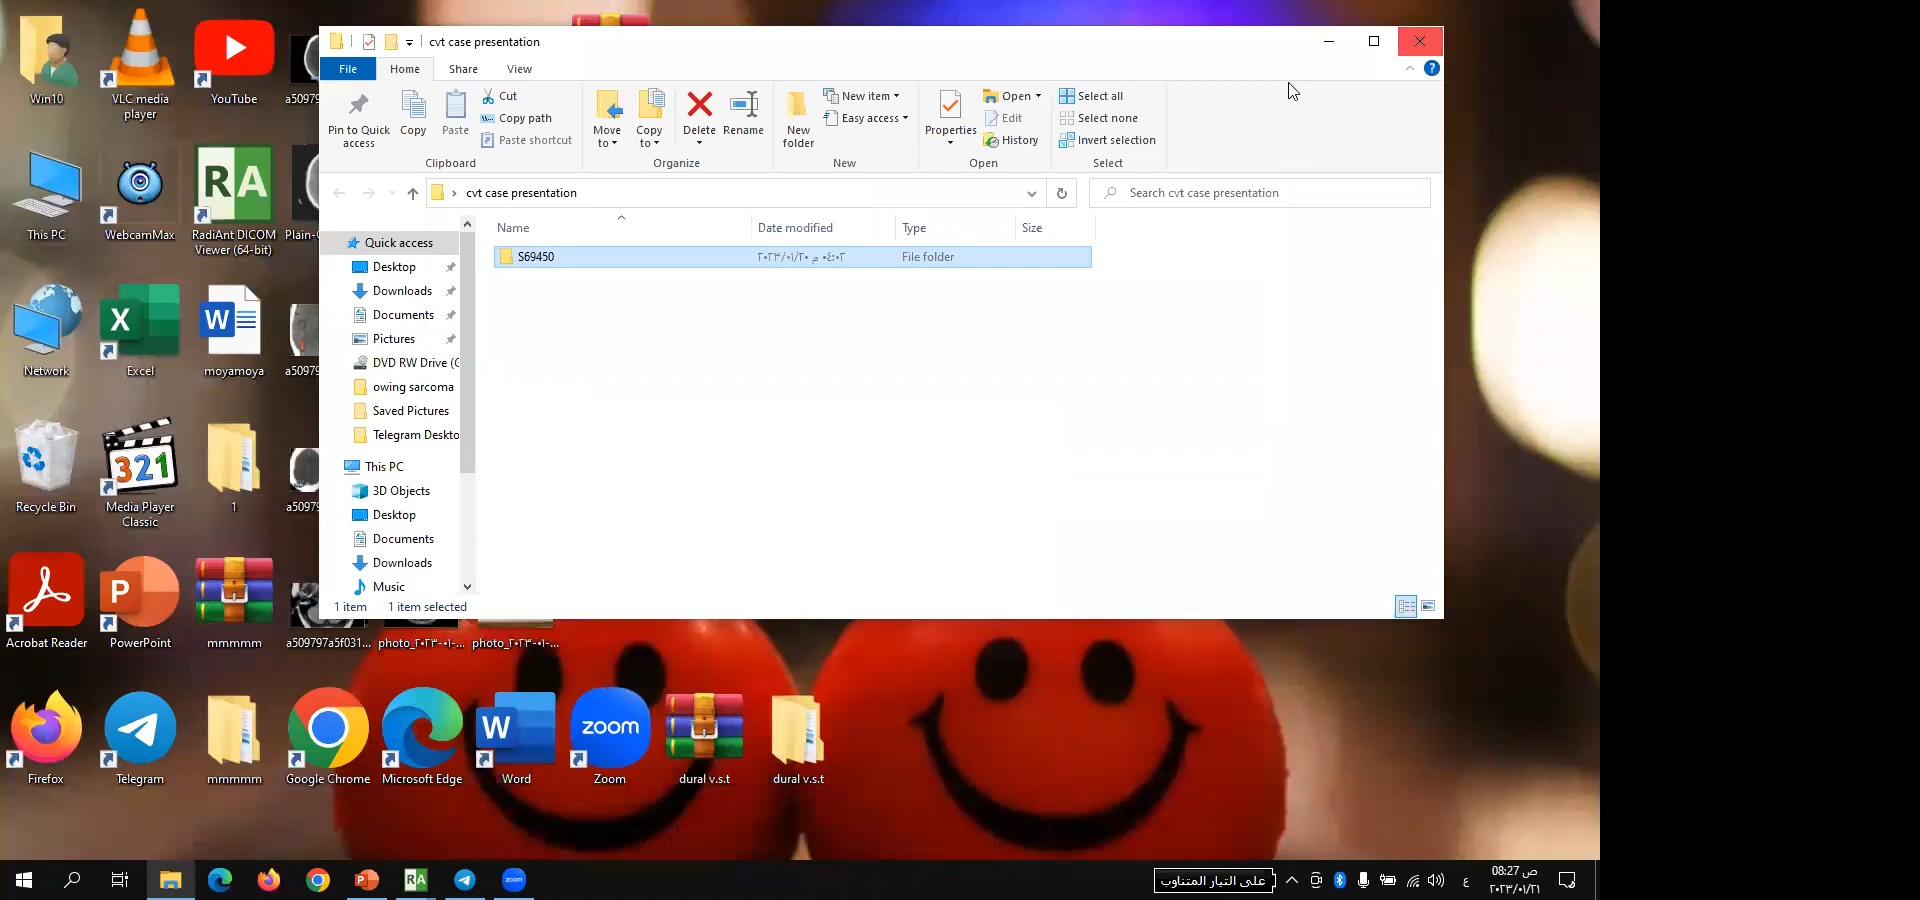 cvt case presentation
File
Home
Share
View
Pin to Quick access
Copy
Paste
Cut
Copy path
Paste shortcut
Clipboard
Move to
Copy to
Delete
Rename
Organize
New folder
New item
Easy access
New
Properties
Open
Edit
History
Open
Select all
Select none
Invert selection
Select
cvt case presentation
Search cvt case presentation
Name
Date modified
Type
Size
S69450
٢٠٢٣/٠١/٢٠ م ٠٤:٠٢
File folder
Quick access
Desktop
Downloads
Documents
Pictures
DVD RW Drive (
owing sarcoma
Saved Pictures
Telegram Deskto
This PC
3D Objects
Desktop
Documents
Downloads
Music
1 item
1 item selected
Win10
VLC media player
YouTube
a5097
This PC
WebcamMax
RadiAnt DICOM Viewer (64-bit)
Plain-
Network
Excel
moyamoya
a5097
Recycle Bin
Media Player Classic
321
1
a5097
Acrobat Reader
PowerPoint
mmmmm
a509797a5f031...
photo_٢٠٢٣-٠١-...
photo_٢٠٢٣-٠١-...
Firefox
Telegram
mmmmm
Google Chrome
Microsoft Edge
Word
zoom
Zoom
dural v.s.t
dural v.s.t
على التيار المتناوب
ع
08:27 ص
٢٠٢٣/٠١/٢١